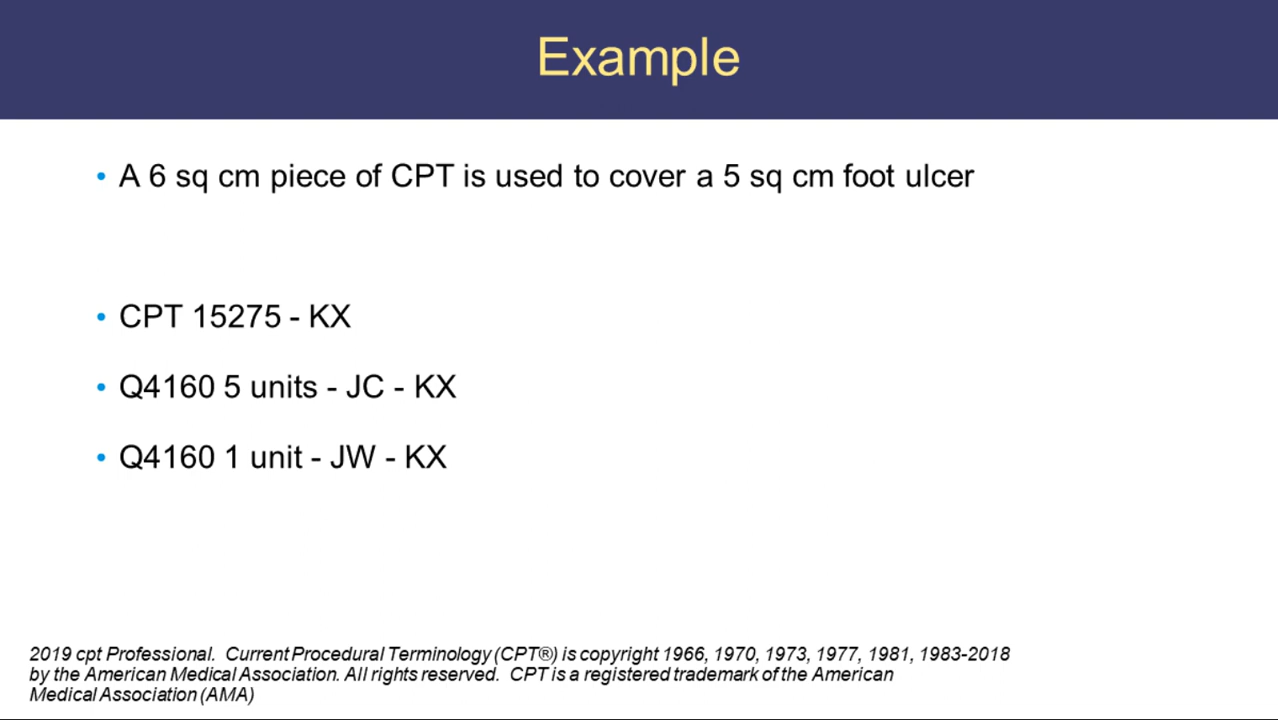 Example
• A 6 sq cm piece of CPT is used to cover a 5 sq cm foot ulcer
• CPT 15275 - KX
• Q4160 5 units - JC - KX
• Q4160 1 unit - JW - KX
2019 cpt Professional. Current Procedural Terminology (CPT®) is copyright 1966, 1970, 1973, 1977, 1981, 1983-2018
by the American Medical Association. All rights reserved. CPT is a registered trademark of the American
Medical Association (AMA)